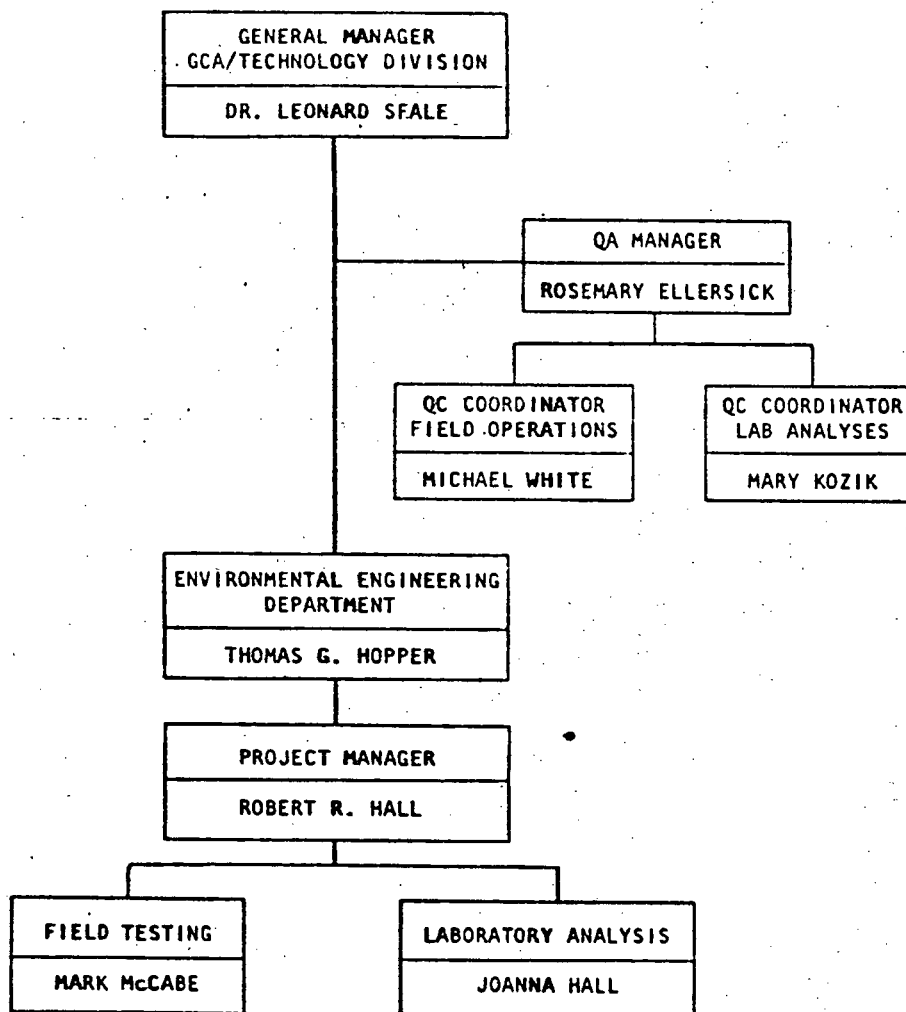 GENERAL MANAGER
GCA/TECHNOLOGY DIVISION
DR. LEONARD SEALE
QA MANAGER
ROSEMARY ELLERSICK
QC COORDINATOR
FIELD OPERATIONS
MICHAEL WHITE
QC COORDINATOR
LAB ANALYSES
MARY KOZIK
ENVIRONMENTAL ENGINEERING
DEPARTMENT
THOMAS G. HOPPER
PROJECT MANAGER
ROBERT R. HALL
FIELD TESTING
MARK McCABE
LABORATORY ANALYSIS
JOANNA HALL